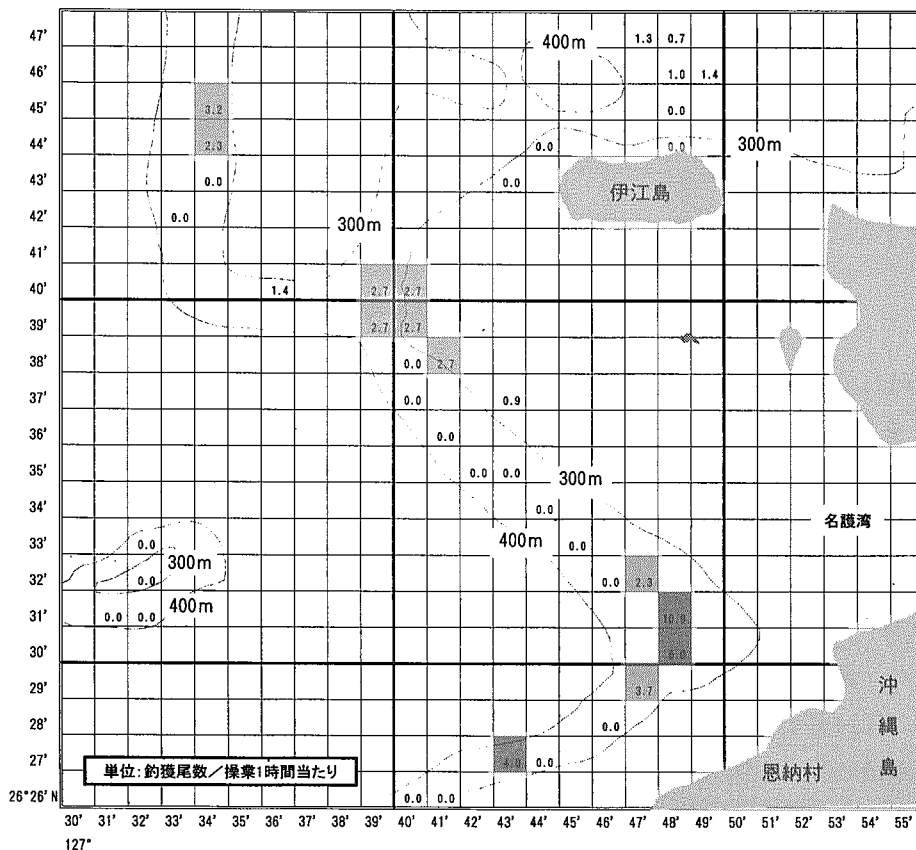 47' 400m 1.3 0.7
46' 1.0 1.4
45' 3.2 0.0
44' 2.3 0.0 0.0 300m
43' 0.0 0.0 伊江島
42' 0.0 300m
41'
40' 1.4 2.7 2.7
39' 2.7 2.7
38' 0.0 2.7
37' 0.0 0.9
36' 0.0
35' 0.0 0.0 300m
34' 0.0 名護湾
33' 0.0 400m 0.0
32' 300m 0.0 0.0 2.3
31' 0.0 0.0 400m 10.9
30'
29' 3.7 沖
28' 0.0 縄
27' 単位:釣獲尾数/操業1時間当たり 4.0 0.0 恩納村 島
26°26'N 0.0 0.0
30' 31' 32' 33' 34' 35' 36' 37' 38' 39' 40' 41' 42' 43' 44' 45' 46' 47' 48' 49' 50' 51' 52' 53' 54' 55'
127°